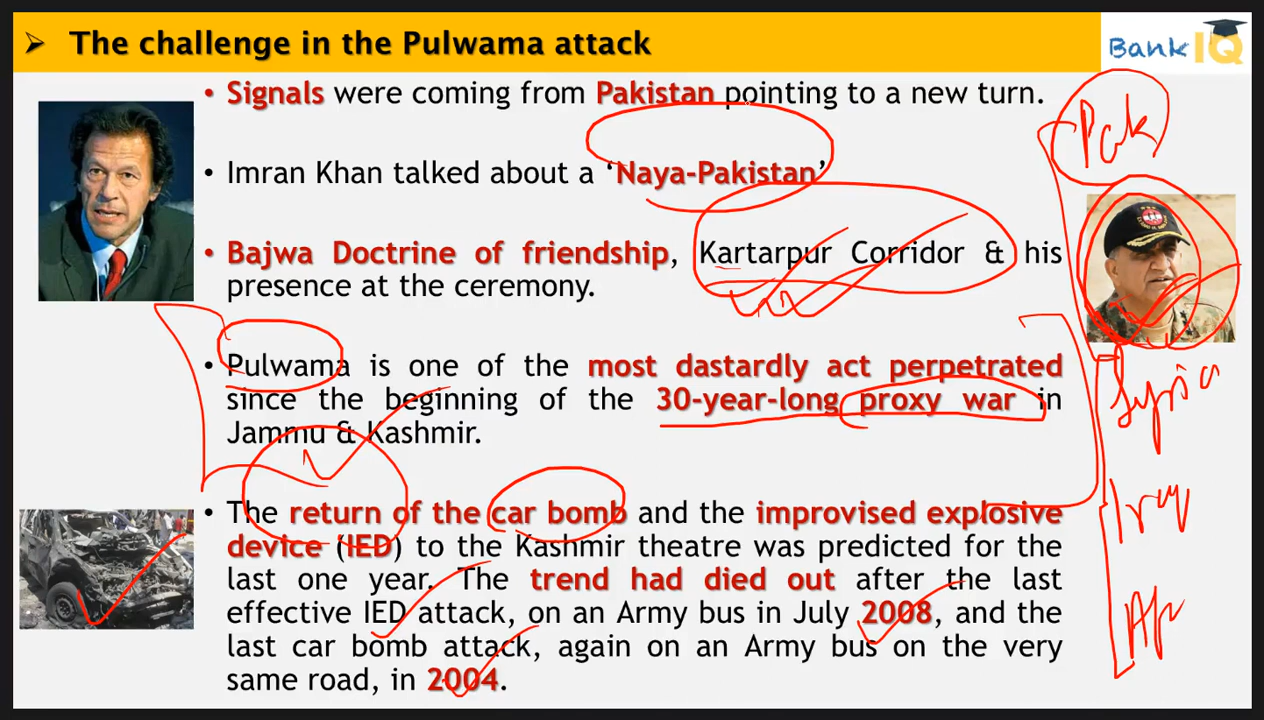 ➢ The challenge in the Pulwama attack
Bank IQ
• Signals were coming from Pakistan pointing to a new turn.
• Imran Khan talked about a ‘Naya-Pakistan’
• Bajwa Doctrine of friendship, Kartarpur Corridor & his
presence at the ceremony.
• Pulwama is one of the most dastardly act perpetrated
since the beginning of the 30-year-long proxy war in
Jammu & Kashmir.
• The return of the car bomb and the improvised explosive
device (IED) to the Kashmir theatre was predicted for the
last one year. The trend had died out after the last
effective IED attack, on an Army bus in July 2008, and the
last car bomb attack, again on an Army bus on the very
same road, in 2004.
Pak
Syria
Iraq